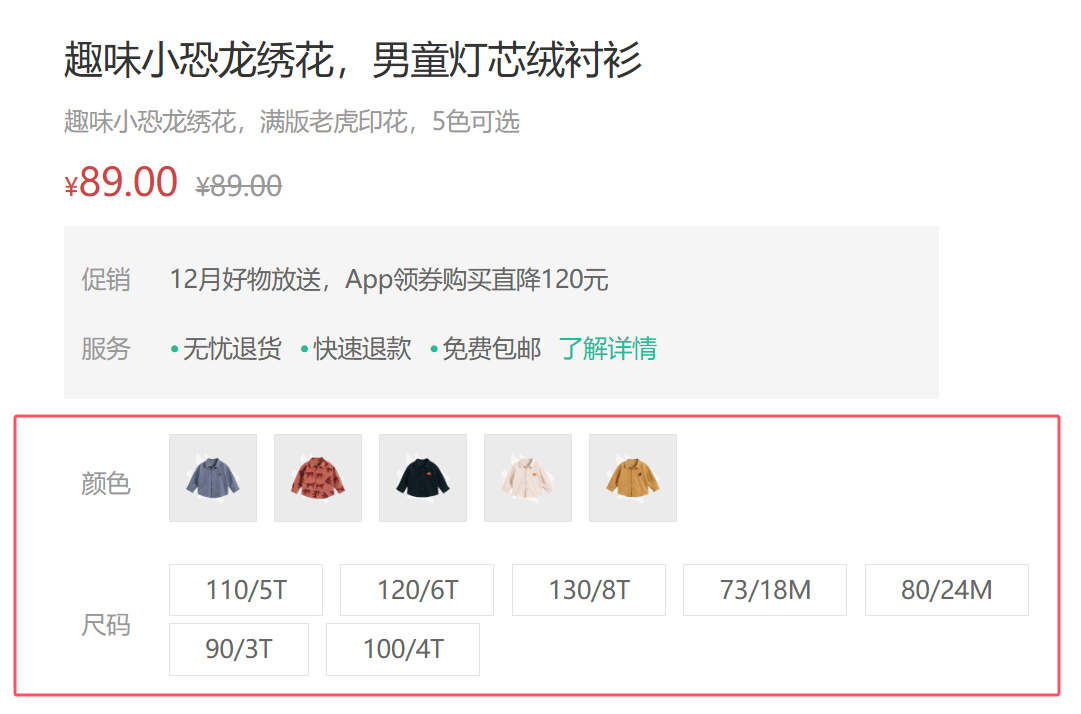 趣味小恐龙绣花，男童灯芯绒衬衫
趣味小恐龙绣花，满版老虎印花，5色可选
¥89.00 ¥89.00
促销 12月好物放送，App领券购买直降120元
服务 •无忧退货 •快速退款 •免费包邮 了解详情
颜色
尺码
110/5T 120/6T 130/8T 73/18M 80/24M
90/3T 100/4T